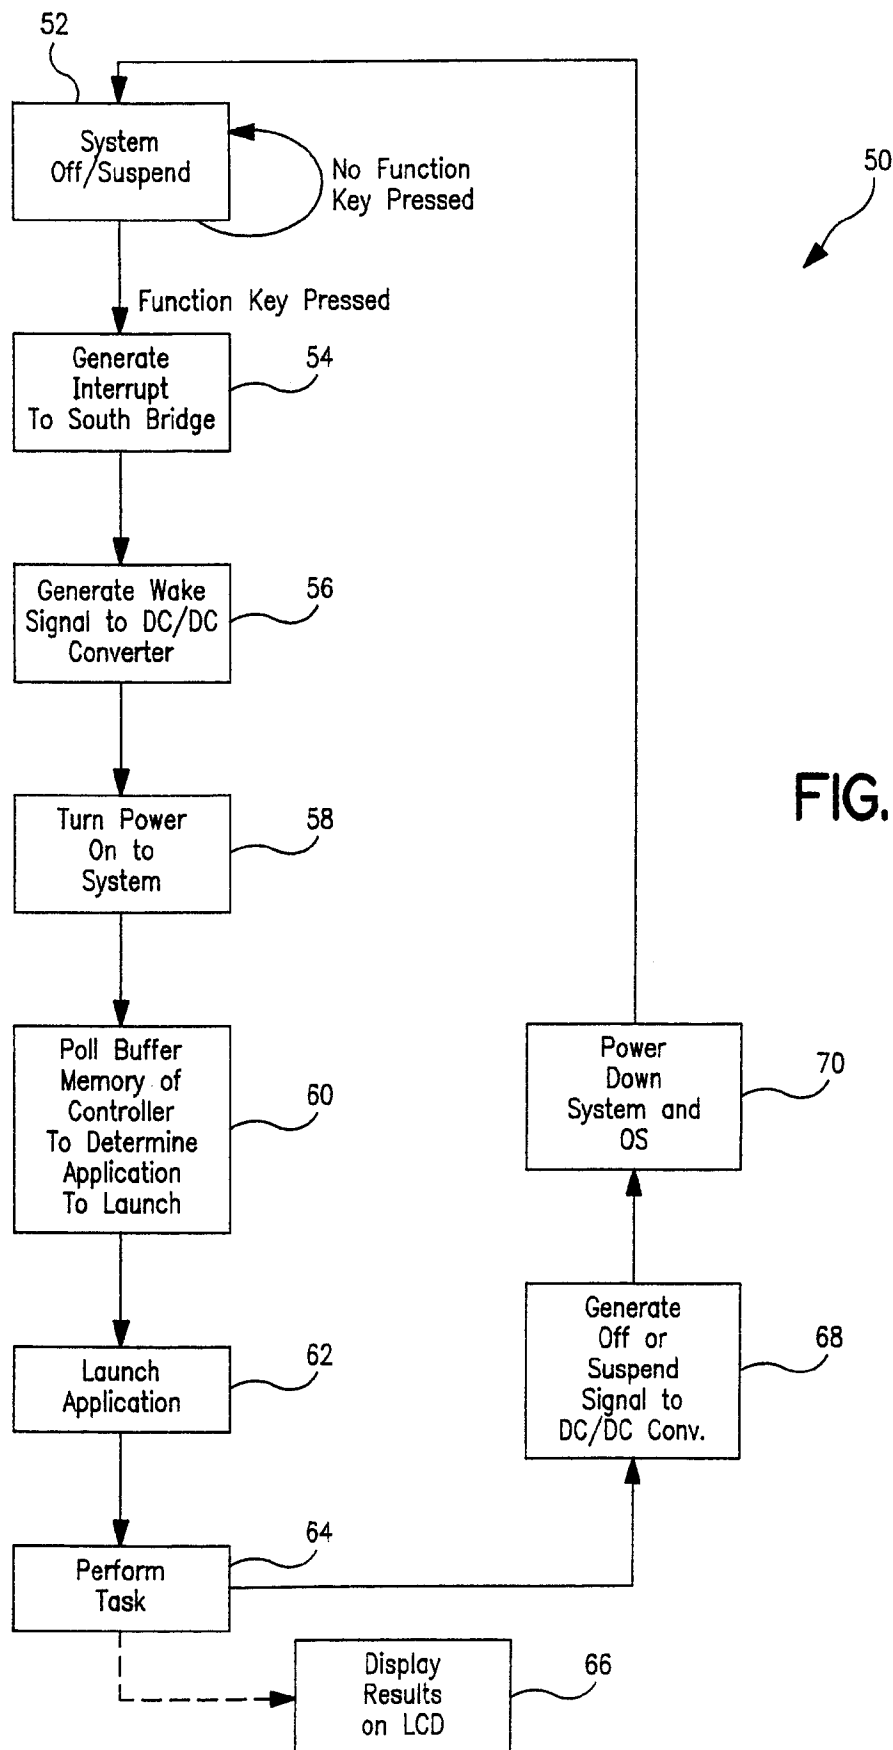 52
System
Off/Suspend
No Function
Key Pressed
50
Function Key Pressed
Generate
Interrupt
To South Bridge
54
Generate Wake
Signal to DC/DC
Converter
56
Turn Power
On to
System
58
FIG.
Poll Buffer
Memory of
Controller
To Determine
Application
To Launch
60
Power
Down
System and
OS
70
Launch
Application
62
Generate
Off or
Suspend
Signal to
DC/DC Conv.
68
Perform
Task
64
Display
Results
on LCD
66